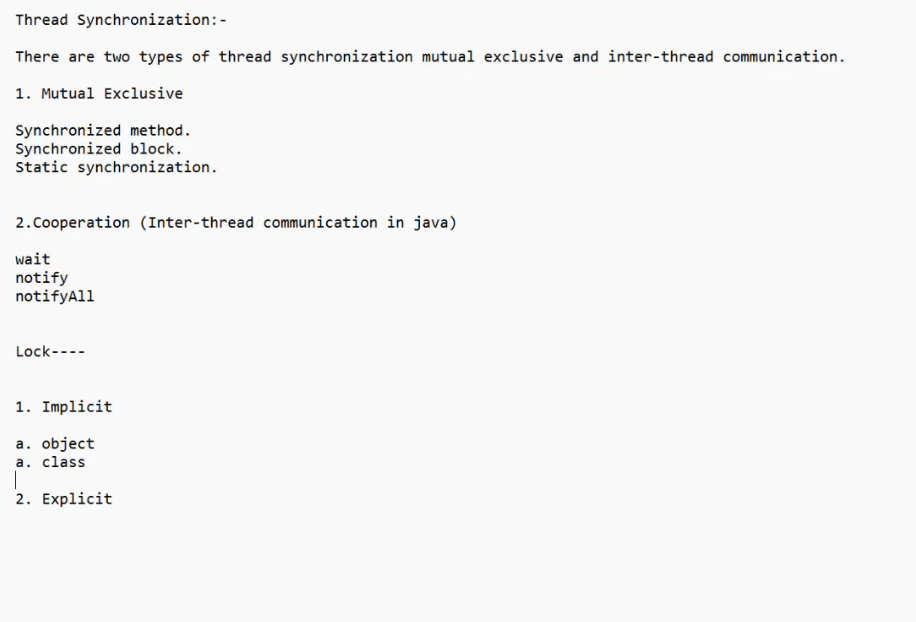 Thread Synchronization:-
There are two types of thread synchronization mutual exclusive and inter-thread communication.
1. Mutual Exclusive
Synchronized method.
Synchronized block.
Static synchronization.
2.Cooperation (Inter-thread communication in java)
wait
notify
notifyAll
Lock----
1. Implicit
a. object
a. class
2. Explicit